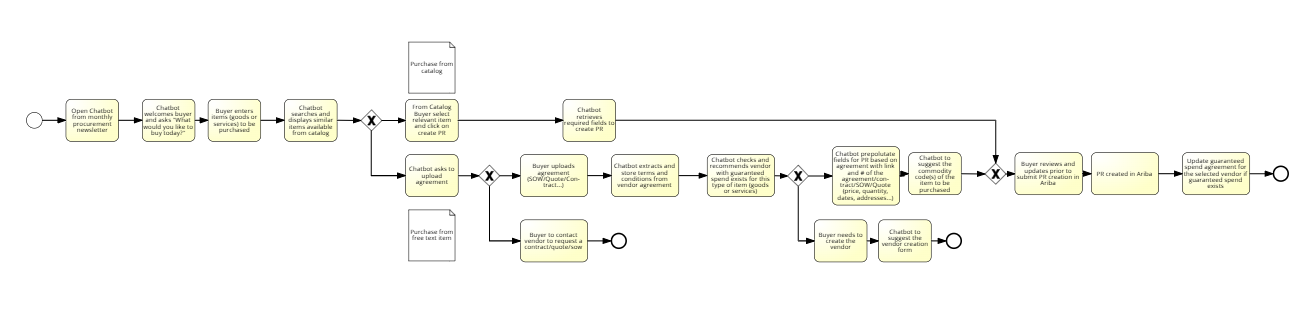 Purchase from
catalog
Open Chatbot
from monthly
procurement
newsletter
Chatbot
welcomes buyer
and asks "What
would you like to
buy today?"
Buyer enters
items (goods or
services) to be
purchased
Chatbot
searches and
displays similar
items available
from catalog
X
From Catalog
Buyer select
relevant item
and click on
create PR
Chatbot
retrieves
required fields to
create PR
Chatbot asks to
upload
agreement
X
Buyer uploads
agreement
(SOW/Quote/Con-
tract...)
Chatbot extracts and
store terms and
conditions from
vendor agreement
Chatbot checks and
recommends vendor
with guaranteed
spend exists for this
type of item (goods
or services)
X
Chatbot prepolutate
fields for PR based on
agreement with link
and # of the
agreement/con-
tract/SOW/Quote
(price, quantity,
dates, addresses...)
Chatbot to
suggest the
commodity
code(s) of the
item to be
purchased
X
Buyer reviews and
updates prior to
submit PR creation in
Ariba
PR created in Ariba
Update guaranteed
spend agreement for
the selected vendor if
guaranteed spend
exists
Purchase from
free text item
Buyer to contact
vendor to request a
contract/quote/sow
Buyer needs to
create the
vendor
Chatbot to
suggest the
vendor creation
form